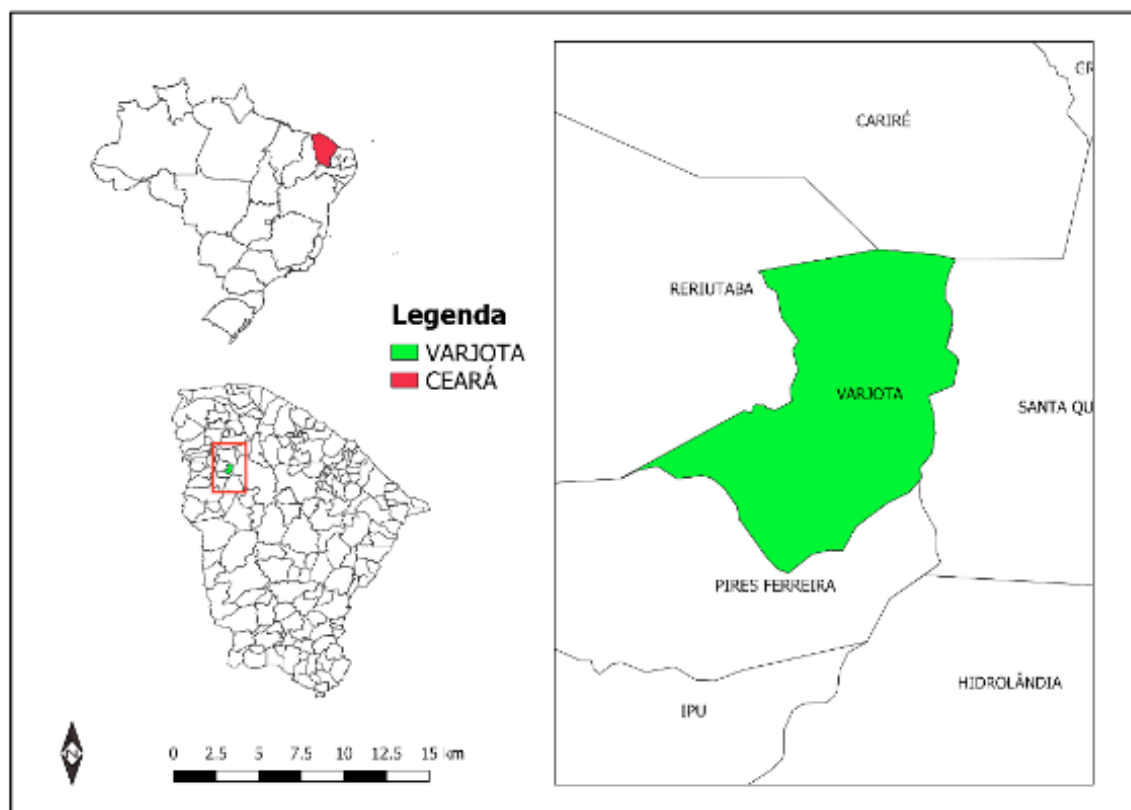 Legenda
VARJOTA
CEARÁ
N
0 2.5 5 7.5 10 12.5 15 km
GR
CARIRÉ
RERIUTABA
VARJOTA
SANTA QU
PIRES FERREIRA
HIDROLÂNDIA
IPU